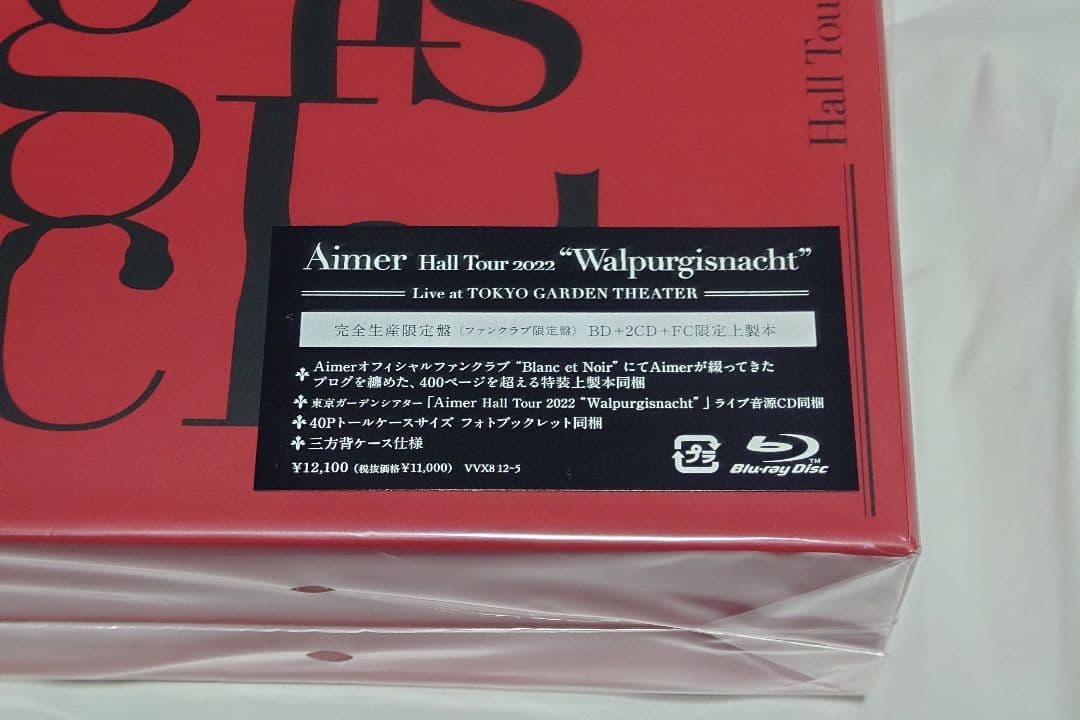 g is
cht
Hall Tou
Aimer Hall Tour 2022 “Walpurgisnacht”
Live at TOKYO GARDEN THEATER
完全生産限定盤（ファンクラブ限定盤） BD+2CD+FC限定上製本
Aimerオフィシャルファンクラブ “Blanc et Noir” にてAimerが綴ってきた
ブログを纏めた、400ページを超える特装上製本同梱
東京ガーデンシアター「Aimer Hall Tour 2022 “Walpurgisnacht”」ライブ音源CD同梱
40Pトールケースサイズ フォトブックレット同梱
三方背ケース仕様
¥12,100（税抜価格¥11,000） VVX8 12~5
プラ
Blu-ray Disc
TM